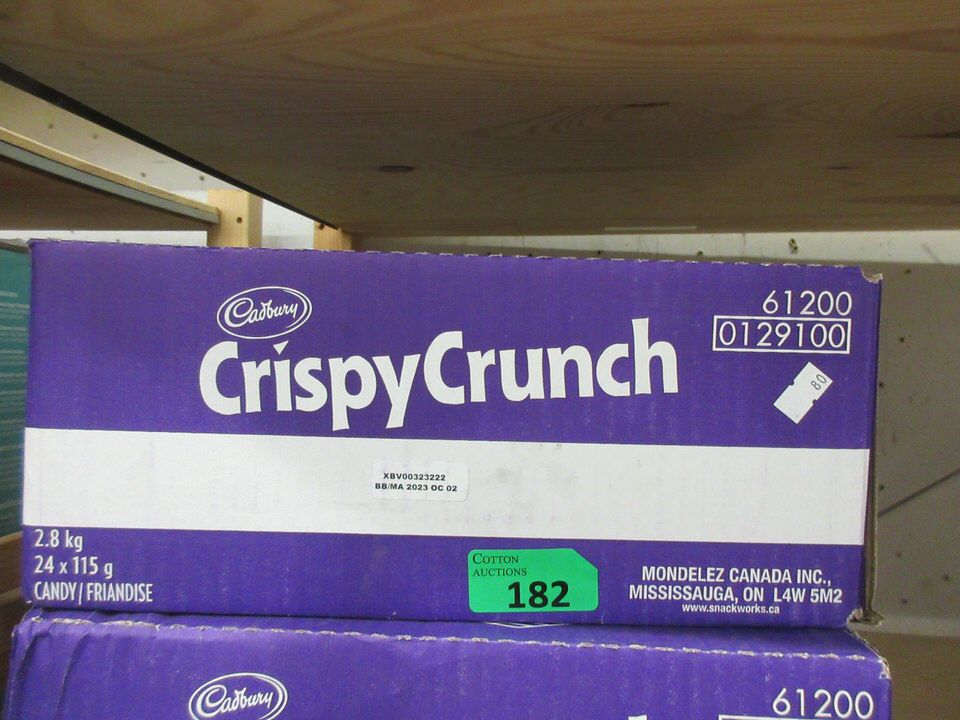 Cadbury
CrispyCrunch
61200
0129100
80
XBV00323222
BB/MA 2023 OC 02
2.8 kg
24 x 115 g
CANDY / FRIANDISE
COTTON
AUCTIONS
182
MONDELEZ CANADA INC.,
MISSISSAUGA, ON L4W 5M2
www.snackworks.ca
Cadbury
61200